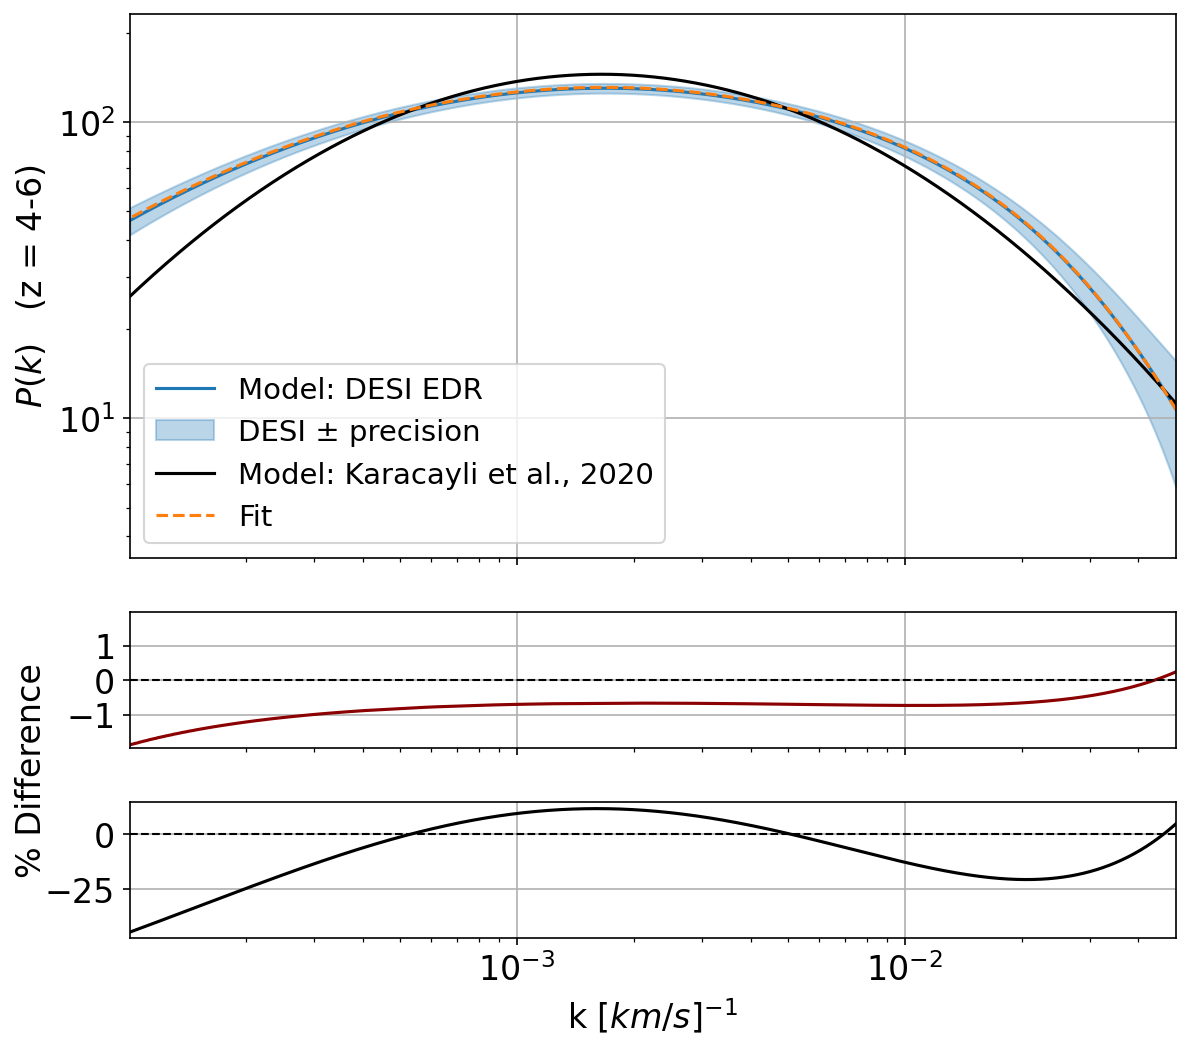 P(k) (z = 4-6)
10²
10¹
Model: DESI EDR
DESI ± precision
Model: Karacayli et al., 2020
Fit
% Difference
1
0
−1
0
−25
10⁻³ 10⁻²
k [km/s]⁻¹